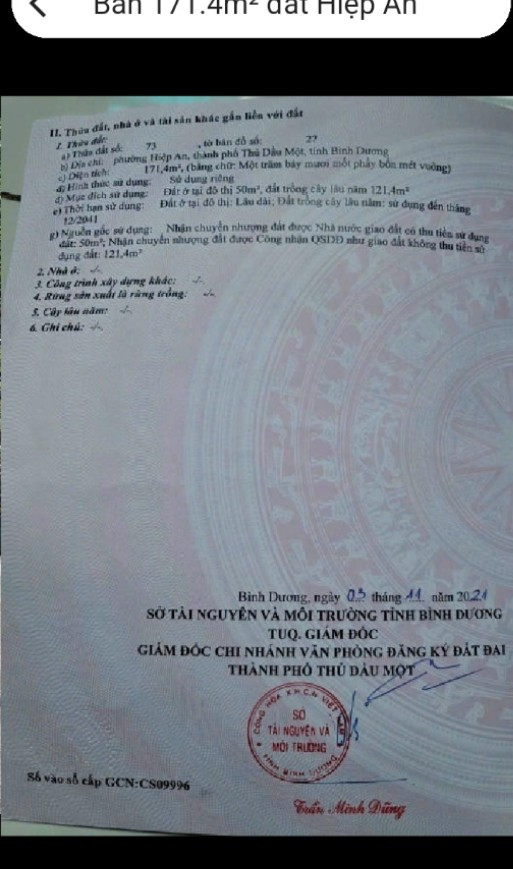 Bán 171.4m² đất Hiệp An
II. Thửa đất, nhà ở và tài sản khác gắn liền với đất
1. Thửa đất:
a) Thửa đất số: 73 , tờ bản đồ số: 27
b) Địa chỉ: phường Hiệp An, thành phố Thủ Dầu Một, tỉnh Bình Dương
c) Diện tích: 171,4m², (bằng chữ: Một trăm bảy mươi mốt phẩy bốn mét vuông)
d) Hình thức sử dụng: Sử dụng riêng
đ) Mục đích sử dụng: Đất ở tại đô thị 50m², đất trồng cây lâu năm 121,4m²
e) Thời hạn sử dụng: Đất ở tại đô thị: Lâu dài; Đất trồng cây lâu năm: sử dụng đến tháng
12/2041
g) Nguồn gốc sử dụng: Nhận chuyển nhượng đất được Nhà nước giao đất có thu tiền sử dụng
đất: 50m²; Nhận chuyển nhượng đất được Công nhận QSDĐ như giao đất không thu tiền sử
dụng đất: 121,4m²
2. Nhà ở: -/-
3. Công trình xây dựng khác: -/-
4. Rừng sản xuất là rừng trồng: -/-
5. Cây lâu năm: -/-
6. Ghi chú: -/-
Bình Dương, ngày 03 tháng 11 năm 2021
SỞ TÀI NGUYÊN VÀ MÔI TRƯỜNG TỈNH BÌNH DƯƠNG
TUQ. GIÁM ĐỐC
GIÁM ĐỐC CHI NHÁNH VĂN PHÒNG ĐĂNG KÝ ĐẤT ĐAI
THÀNH PHỐ THỦ DẦU MỘT
CỘNG HÒA X.H.C.N VIỆT
SỞ
TÀI NGUYÊN VÀ
MÔI TRƯỜNG
TỈNH BÌNH DƯƠNG
Số vào sổ cấp GCN:CS09996
Trần Minh Dũng